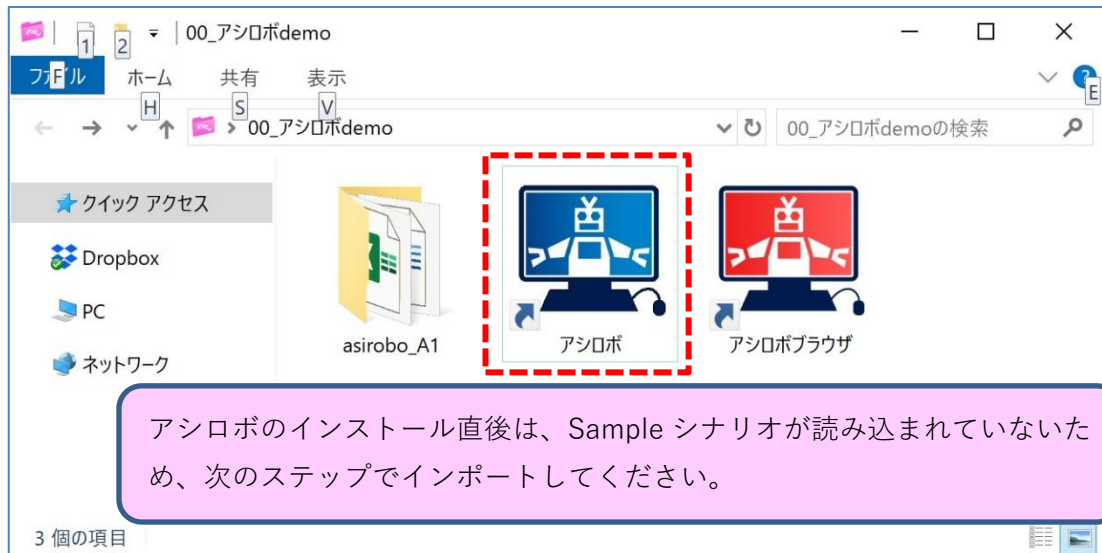 1 2 00_アシロボdemo
ファイル ホーム 共有 表示
F H S V E
00_アシロボdemo 00_アシロボdemoの検索
クイック アクセス
Dropbox
PC
ネットワーク
asirobo_A1 アシロボ アシロボブラウザ
アシロボのインストール直後は、Sample シナリオが読み込まれていないた
め、次のステップでインポートしてください。
3 個の項目